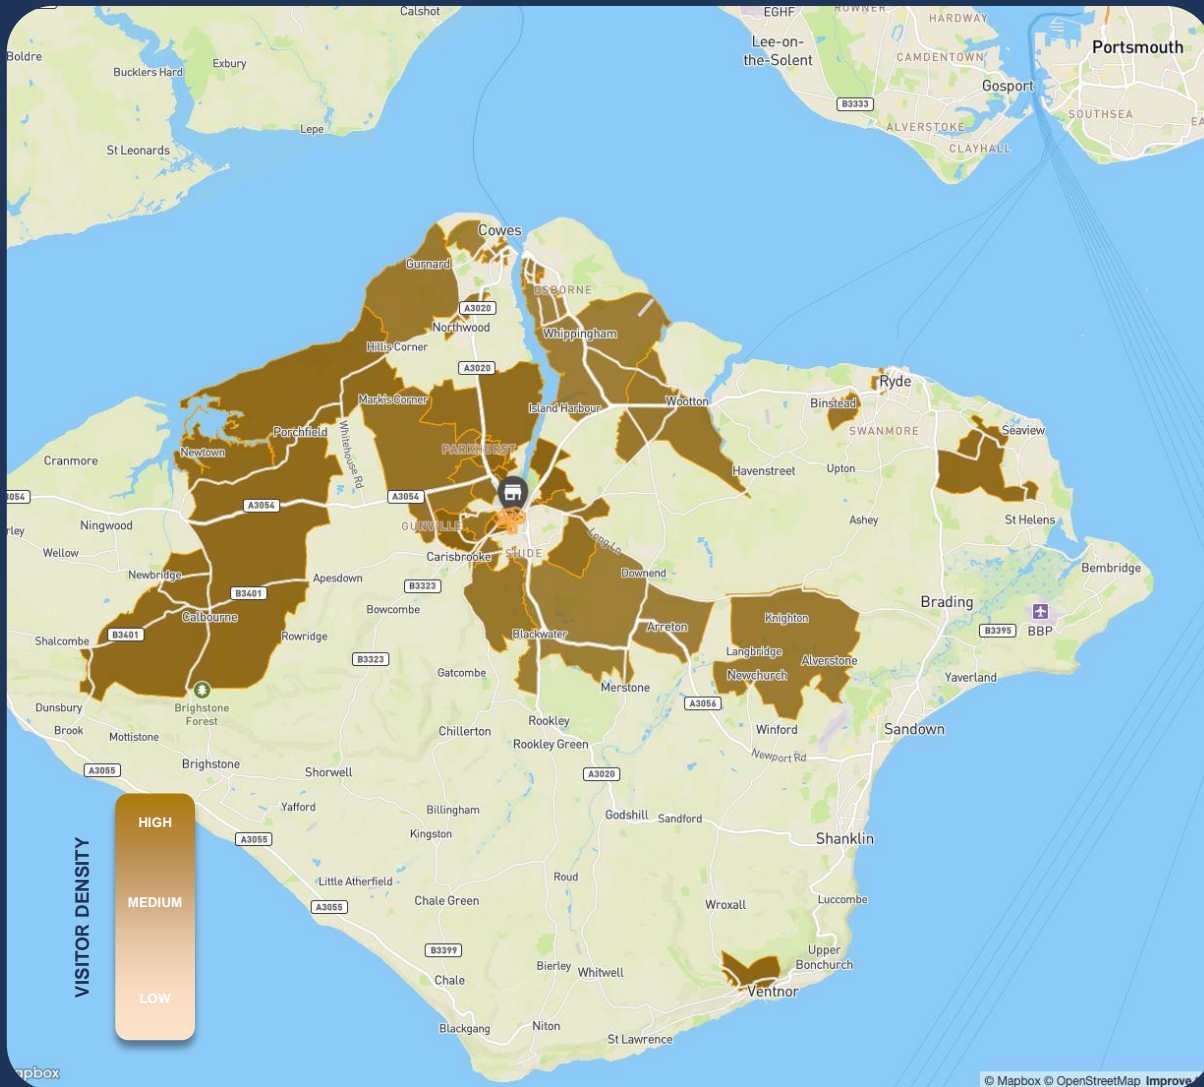 Calshot
EGHF
ROWNER
HARDWAY
Boldre
Exbury
Bucklers Hard
Lee-on-
the-Solent
CAMDENTOWN
Portsmouth
Gosport
B3333
SOUTHSEA
Lepe
ALVERSTOKE
St Leonards
CLAYHALL
Cowes
Gurnard
OSBORNE
A3020
Northwood
Whippingham
Hillis Corner
A3020
Mark's Corner
Island Harbour
Wootton
Binstead
Ryde
SWANMORE
Seaview
Porchfield
Whitehouse Rd
PARKHURST
Newtown
Cranmore
Havenstreet
Upton
A3054
A3054
Ningwood
GUNVILLE
Ashey
St Helens
Wellow
Carisbrooke
SHIDE
Long Ln
Newbridge
Apesdown
B3323
Downend
Bembridge
B3401
Bowcombe
Brading
BBP
Calbourne
Knighton
B3395
B3401
Shalcombe
Rowridge
Blackwater
Arreton
Langbridge
B3323
Alverstone
Gatcombe
Newchurch
Yaverland
Merstone
Dunsbury
Brighstone
Forest
A3056
Brook
Mottistone
Rookley
Chillerton
Winford
Sandown
Rookley Green
Newport Rd
Brighstone
A3055
Shorwell
A3020
Yafford
Billingham
Godshill
Sandford
HIGH
Kingston
A3055
Shanklin
VISITOR DENSITY
Roud
Little Atherfield
MEDIUM
Chale Green
A3055
Wroxall
Luccombe
B3399
Upper
Bonchurch
Chale
Bierley
Whitwell
LOW
Ventnor
Blackgang
Niton
St Lawrence
© Mapbox © OpenStreetMap Improve